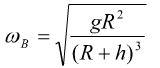 ω_B = √(gR² / (R + h)³)